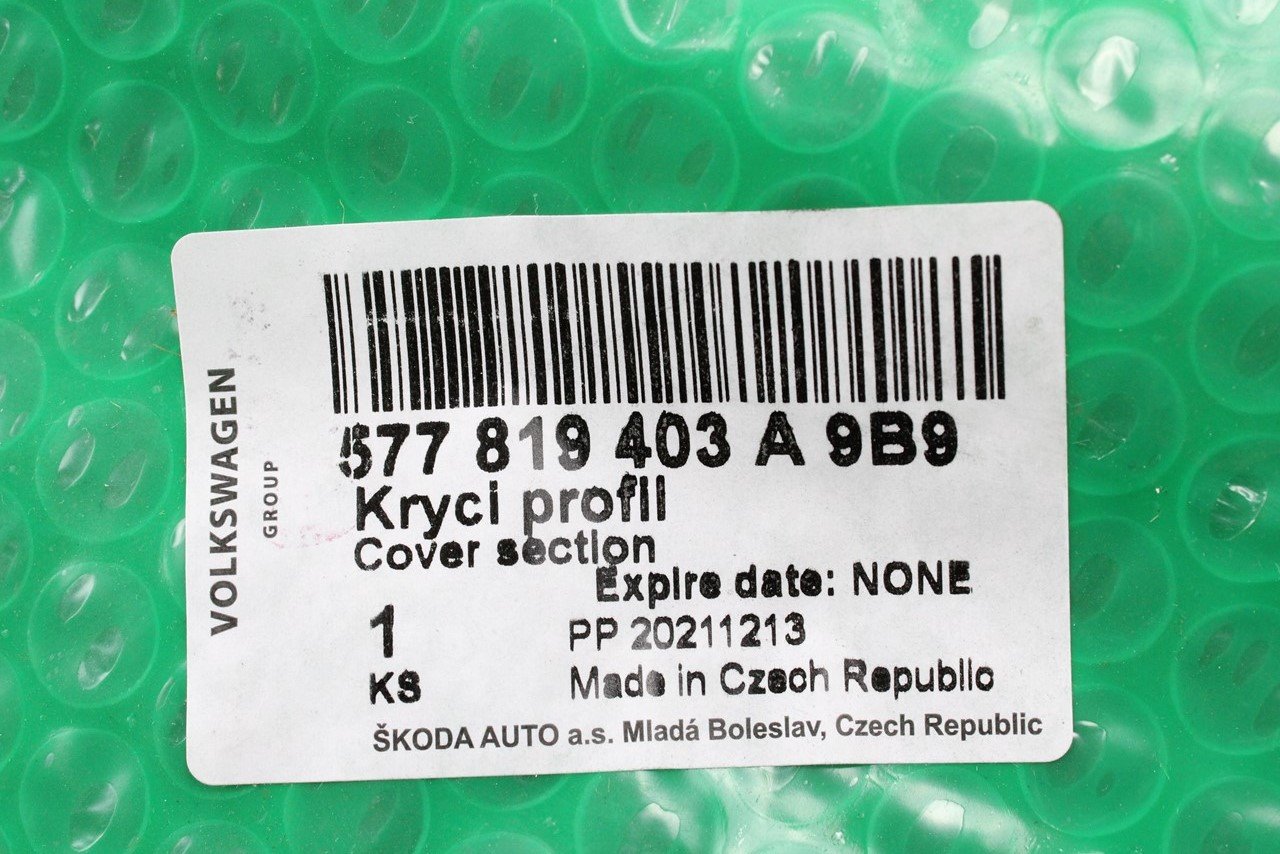 VOLKSWAGEN
GROUP
577 819 403 A 9B9
Kryci profil
Cover section
Expire date: NONE
1
PP 20211213
KS
Made in Czech Republic
ŠKODA AUTO a.s. Mladá Boleslav, Czech Republic